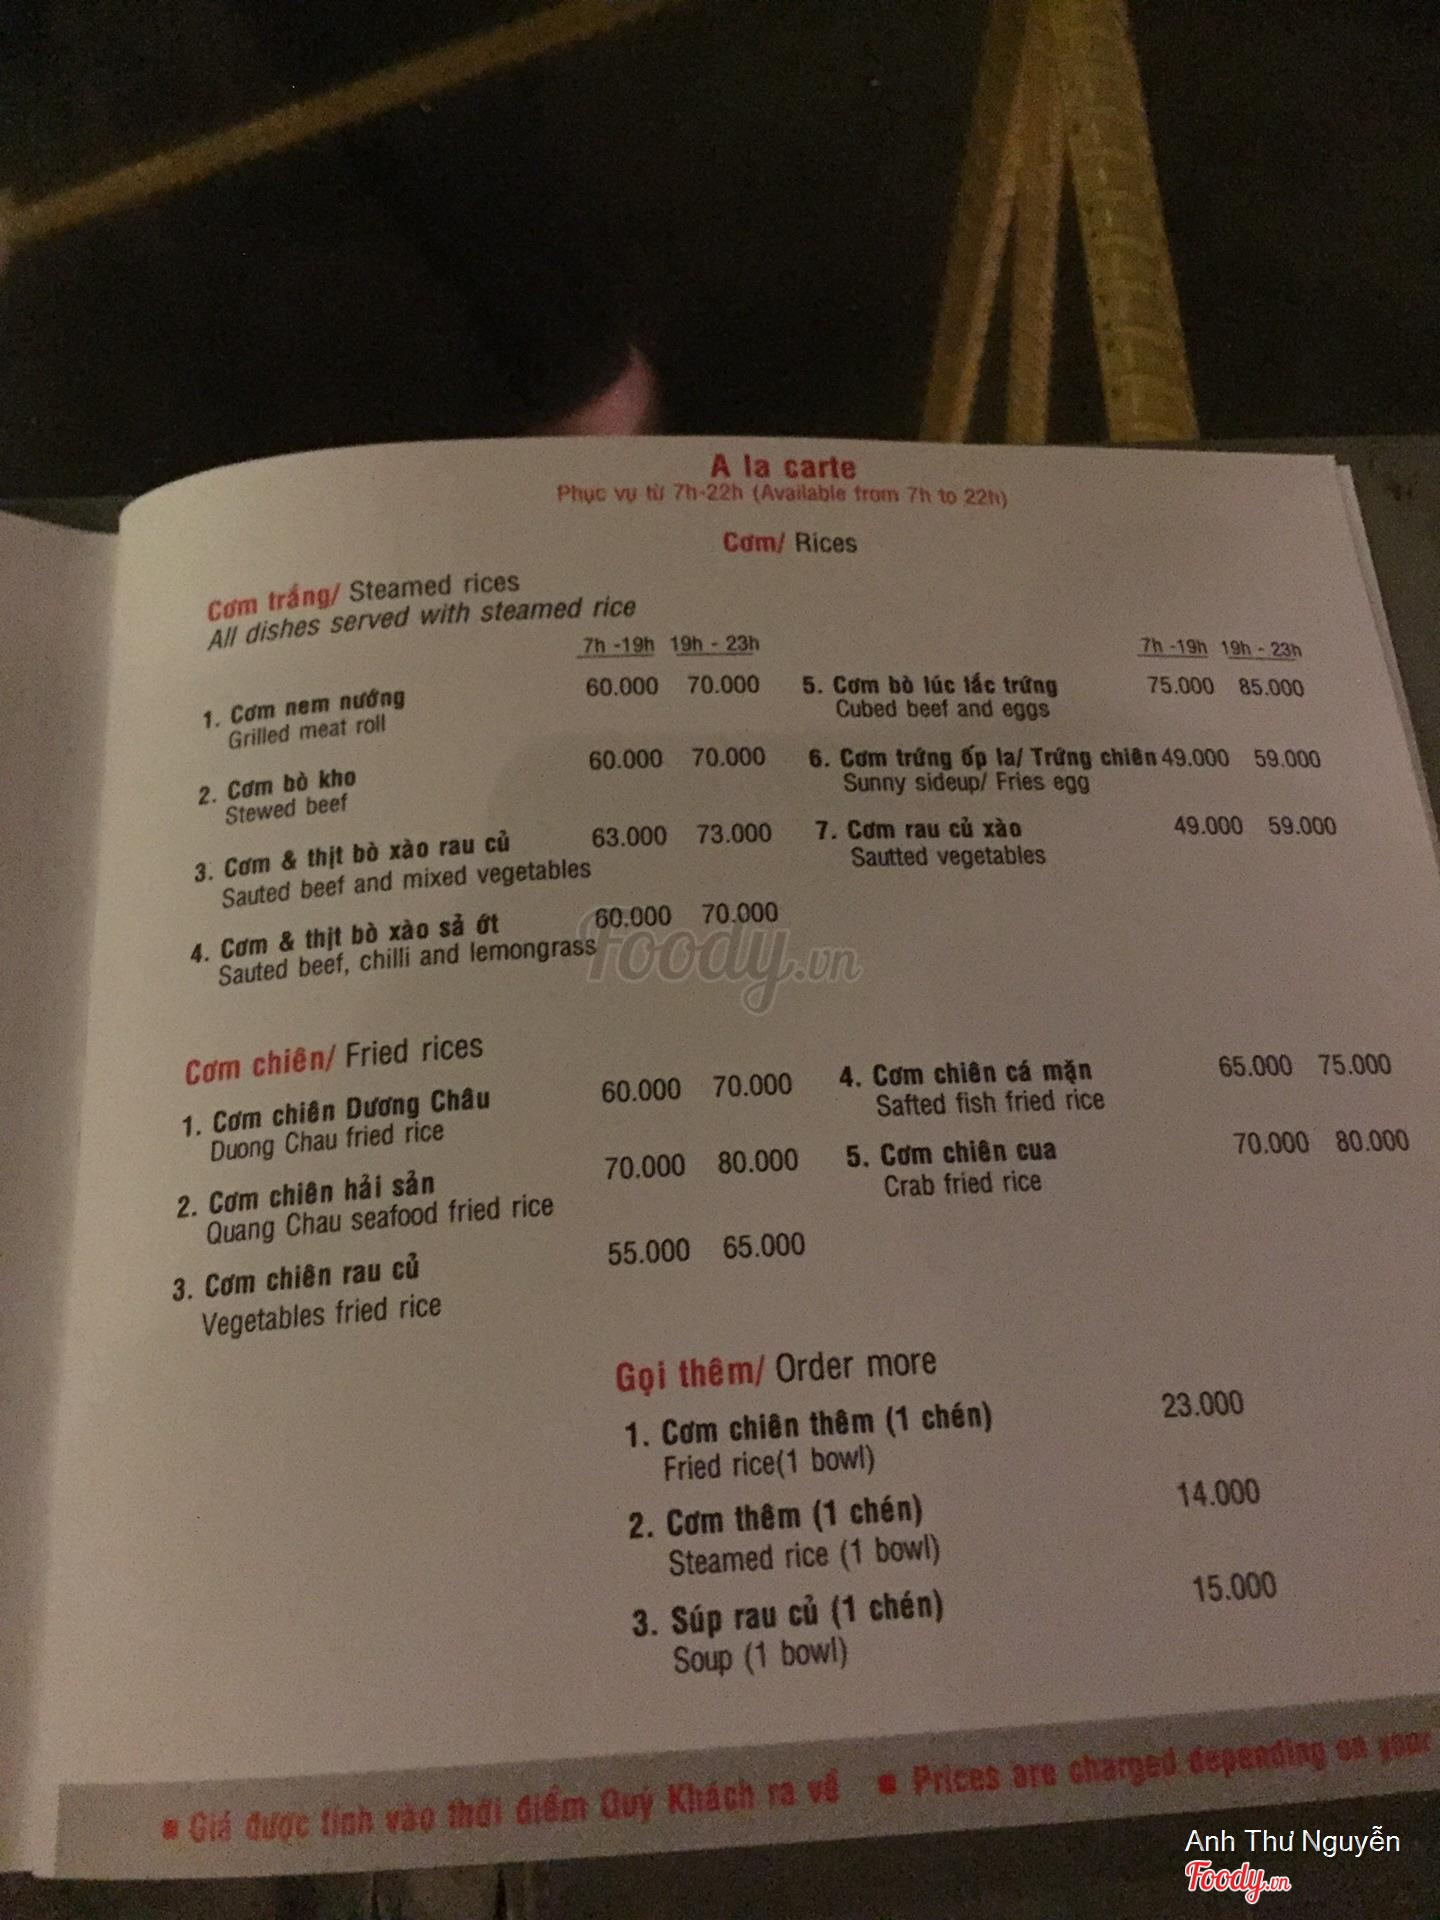 A la carte
Phục vụ từ 7h-22h (Available from 7h to 22h)
Cơm/ Rices
Cơm trắng/ Steamed rices
All dishes served with steamed rice
7h -19h 19h - 23h
1. Cơm nem nướng 60.000 70.000
Grilled meat roll
2. Cơm bò kho 60.000 70.000
Stewed beef
3. Cơm & thịt bò xào rau củ 63.000 73.000
Sauted beef and mixed vegetables
4. Cơm & thịt bò xào sả ớt 60.000 70.000
Sauted beef, chilli and lemongrass
7h -19h 19h - 23h
5. Cơm bò lúc lắc trứng 75.000 85.000
Cubed beef and eggs
6. Cơm trứng ốp la/ Trứng chiên 49.000 59.000
Sunny sideup/ Fries egg
7. Cơm rau củ xào 49.000 59.000
Sautted vegetables
Foody.vn
Cơm chiên/ Fried rices
1. Cơm chiên Dương Châu 60.000 70.000
Duong Chau fried rice
2. Cơm chiên hải sản 70.000 80.000
Quang Chau seafood fried rice
3. Cơm chiên rau củ 55.000 65.000
Vegetables fried rice
4. Cơm chiên cá mặn 65.000 75.000
Safted fish fried rice
5. Cơm chiên cua 70.000 80.000
Crab fried rice
Gọi thêm/ Order more
1. Cơm chiên thêm (1 chén) 23.000
Fried rice(1 bowl)
2. Cơm thêm (1 chén) 14.000
Steamed rice (1 bowl)
3. Súp rau củ (1 chén) 15.000
Soup (1 bowl)
▪ Giá được tính vào thời điểm Quý Khách ra về ▪ Prices are charged depending on your
Anh Thư Nguyễn
Foody.vn